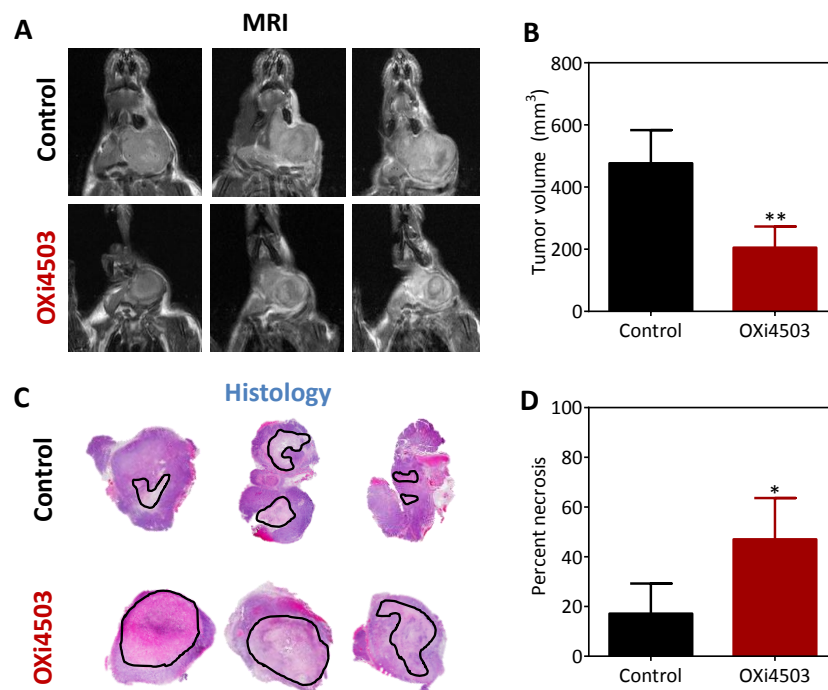 A
MRI
Control
OXi4503
B
Tumor volume (mm³)
800
600
400
200
0
**
Control
OXi4503
C
Histology
Control
OXi4503
D
Percent necrosis
100
80
60
40
20
0
*
Control
OXi4503